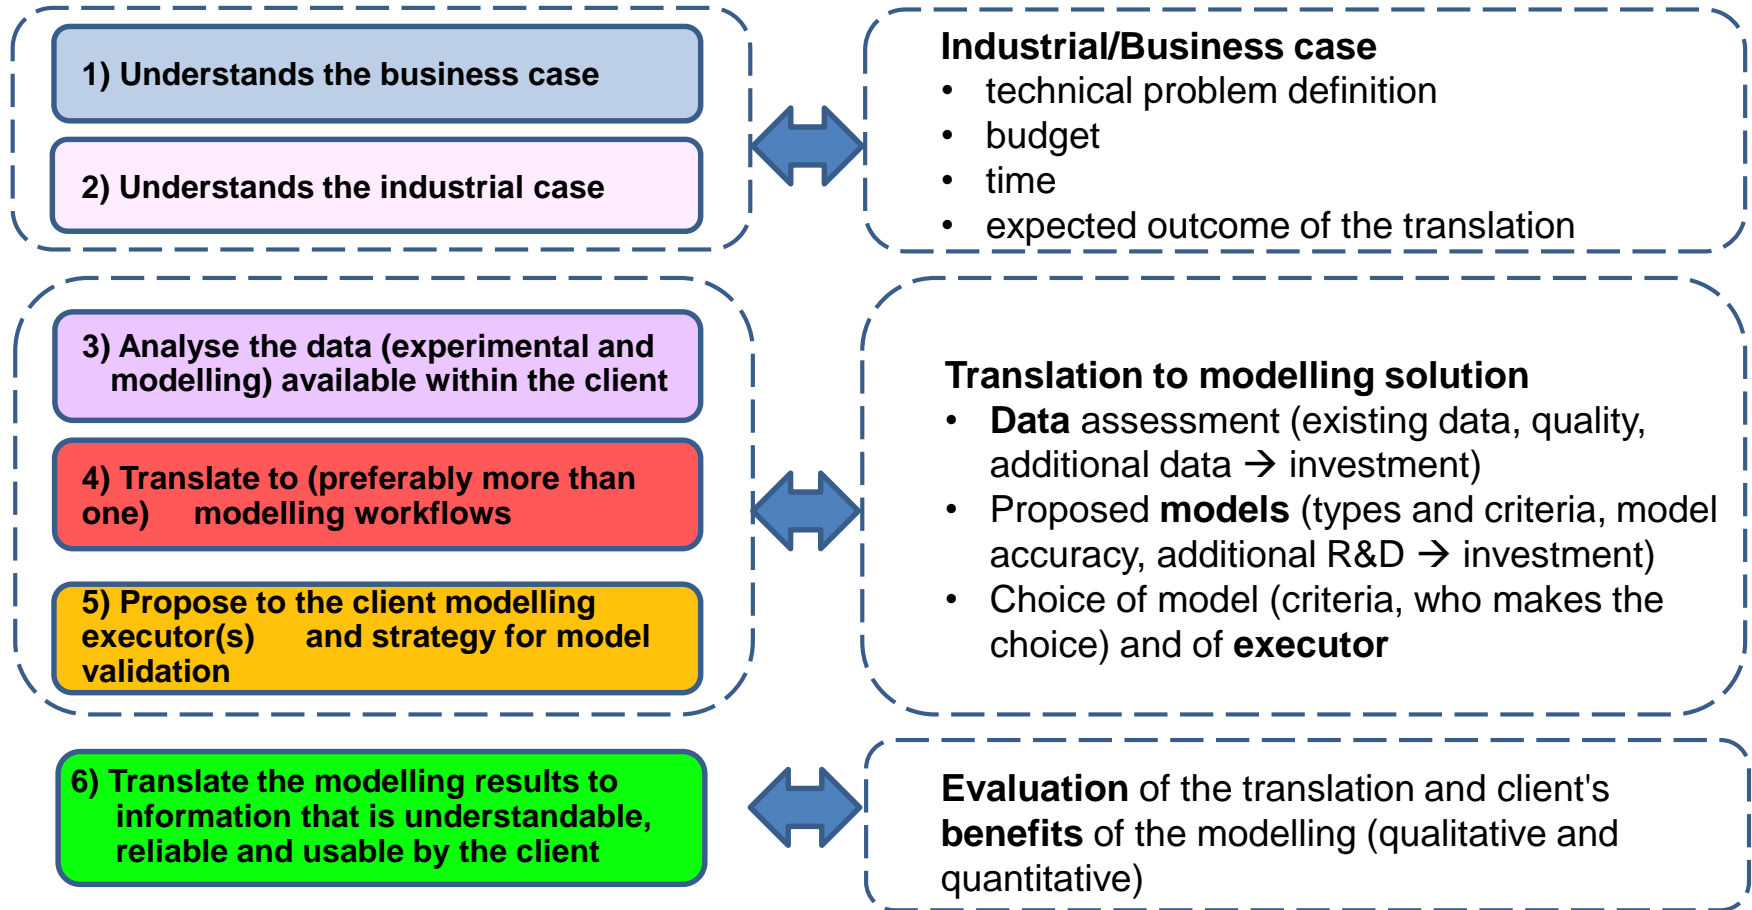 1) Understands the business case
2) Understands the industrial case
Industrial/Business case
• technical problem definition
• budget
• time
• expected outcome of the translation
3) Analyse the data (experimental and
modelling) available within the client
4) Translate to (preferably more than
one) modelling workflows
5) Propose to the client modelling
executor(s) and strategy for model
validation
Translation to modelling solution
• Data assessment (existing data, quality,
additional data → investment)
• Proposed models (types and criteria, model
accuracy, additional R&D → investment)
• Choice of model (criteria, who makes the
choice) and of executor
6) Translate the modelling results to
information that is understandable,
reliable and usable by the client
Evaluation of the translation and client's
benefits of the modelling (qualitative and
quantitative)